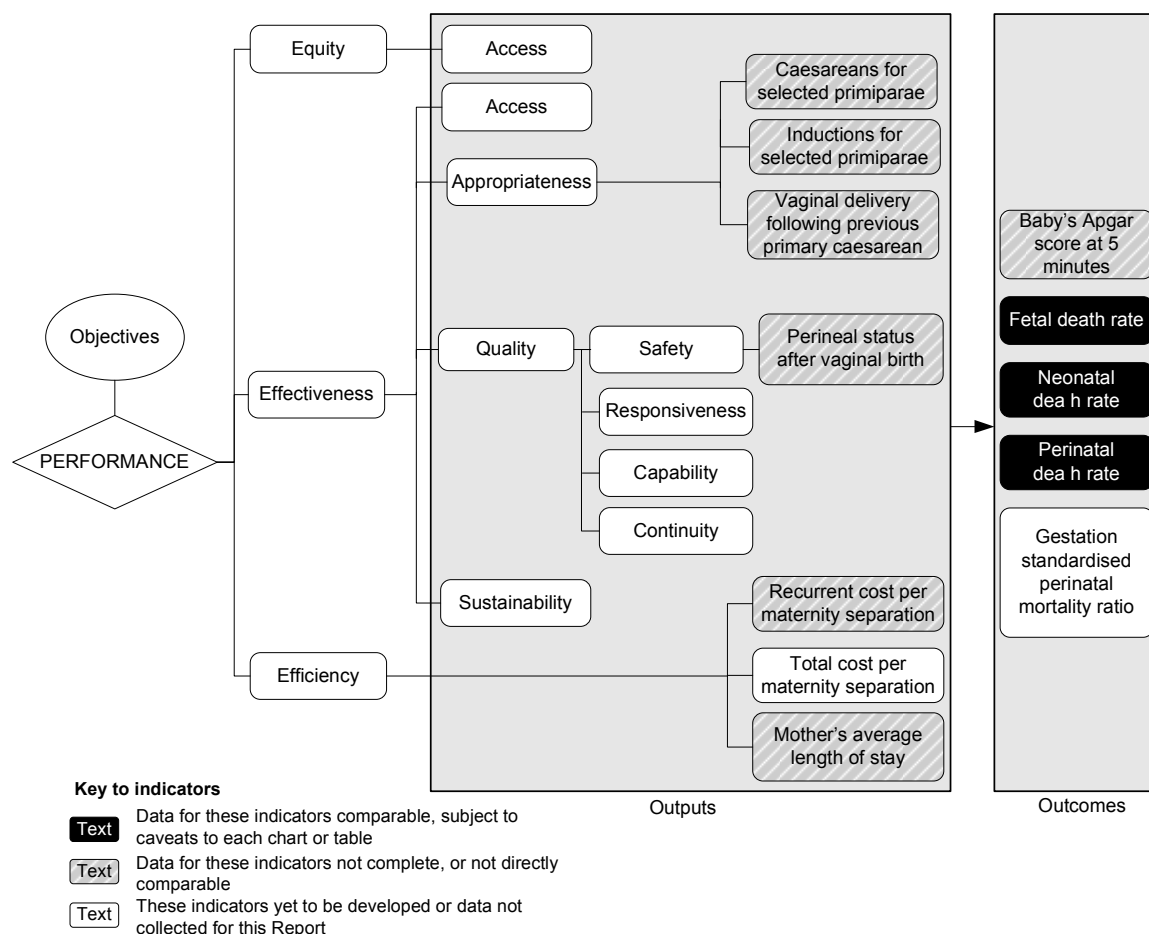 Equity
Access
Access
Caesareans for
selected primiparae
Inductions for
selected primiparae
Appropriateness
Vaginal delivery
following previous
primary caesarean
Baby's Apgar
score at 5
minutes
Objectives
Fetal death rate
Quality
Safety
Perineal status
after vaginal birth
Effectiveness
Neonatal
dea h rate
Responsiveness
PERFORMANCE
Perinatal
dea h rate
Capability
Continuity
Gestation
standardised
perinatal
mortality ratio
Sustainability
Recurrent cost per
maternity separation
Efficiency
Total cost per
maternity separation
Mother's average
length of stay
Key to indicators
Outputs
Outcomes
Text
Data for these indicators comparable, subject to
caveats to each chart or table
Text
Data for these indicators not complete, or not directly
comparable
Text
These indicators yet to be developed or data not
collected for this Report